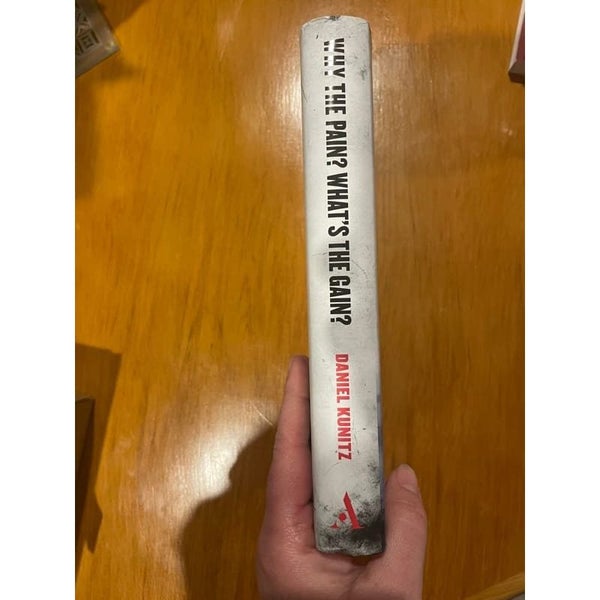 WHY THE PAIN? WHAT'S THE GAIN?
DANIEL KUNITZ